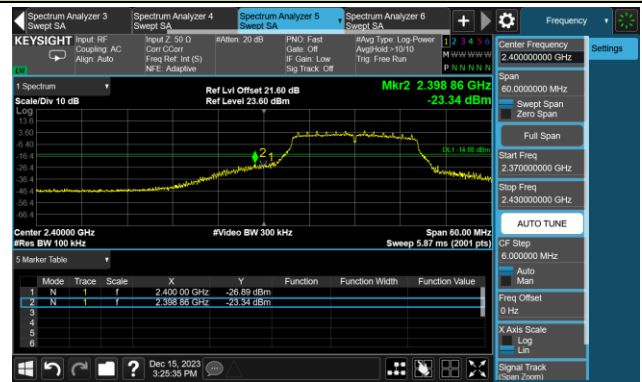 Spectrum Analyzer 3
Swept SA
Spectrum Analyzer 4
Swept SA
Spectrum Analyzer 5
Swept SA
Spectrum Analyzer 6
Swept SA
+
Frequency
KEYSIGHT
Input: RF
Coupling: AC
Align: Auto
Input Z: 50 Ω
Corr CCorr
Freq Ref: Int (S)
NFE: Adaptive
#Atten: 20 dB
PNO: Fast
Gate: Off
IF Gain: Low
Sig Track: Off
#Avg Type: Log-Power
Avg|Hold:>10/10
Trig: Free Run
1 2 3 4 5 6
M W W W W W
P N N N N N
1 Spectrum
Scale/Div 10 dB
Ref Lvl Offset 21.60 dB
Ref Level 23.60 dBm
Mkr2 2.398 86 GHz
-23.34 dBm
Log
13.6
3.60
-6.40
-16.4
-26.4
-36.4
-46.4
-56.4
-66.4
2
1
DL1 -14.88 dBm
Center 2.40000 GHz
#Res BW 100 kHz
#Video BW 300 kHz
Span 60.00 MHz
Sweep 5.87 ms (2001 pts)
5 Marker Table
Mode Trace Scale X Y Function Function Width Function Value
1 N 1 f 2.400 00 GHz -26.89 dBm
2 N 1 f 2.398 86 GHz -23.34 dBm
3
4
5
6
Dec 15, 2023
3:25:35 PM
Center Frequency
2.400000000 GHz
Settings
Span
60.0000000 MHz
Swept Span
Zero Span
Full Span
Start Freq
2.370000000 GHz
Stop Freq
2.430000000 GHz
AUTO TUNE
CF Step
6.000000 MHz
Auto
Man
Freq Offset
0 Hz
X Axis Scale
Log
Lin
Signal Track
(Span Zoom)